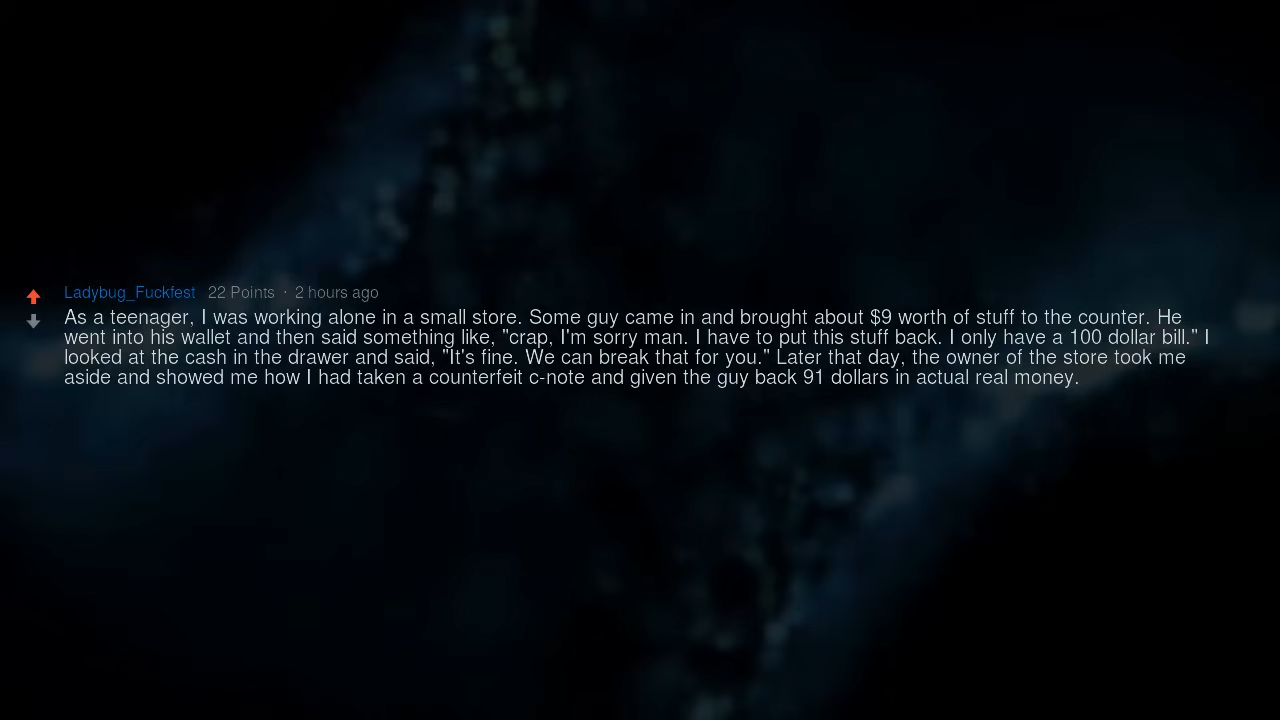 Ladybug_Fuckfest 22 Points · 2 hours ago
As a teenager, I was working alone in a small store. Some guy came in and brought about $9 worth of stuff to the counter. He
went into his wallet and then said something like, "crap, I'm sorry man. I have to put this stuff back. I only have a 100 dollar bill." I
looked at the cash in the drawer and said, "It's fine. We can break that for you." Later that day, the owner of the store took me
aside and showed me how I had taken a counterfeit c-note and given the guy back 91 dollars in actual real money.